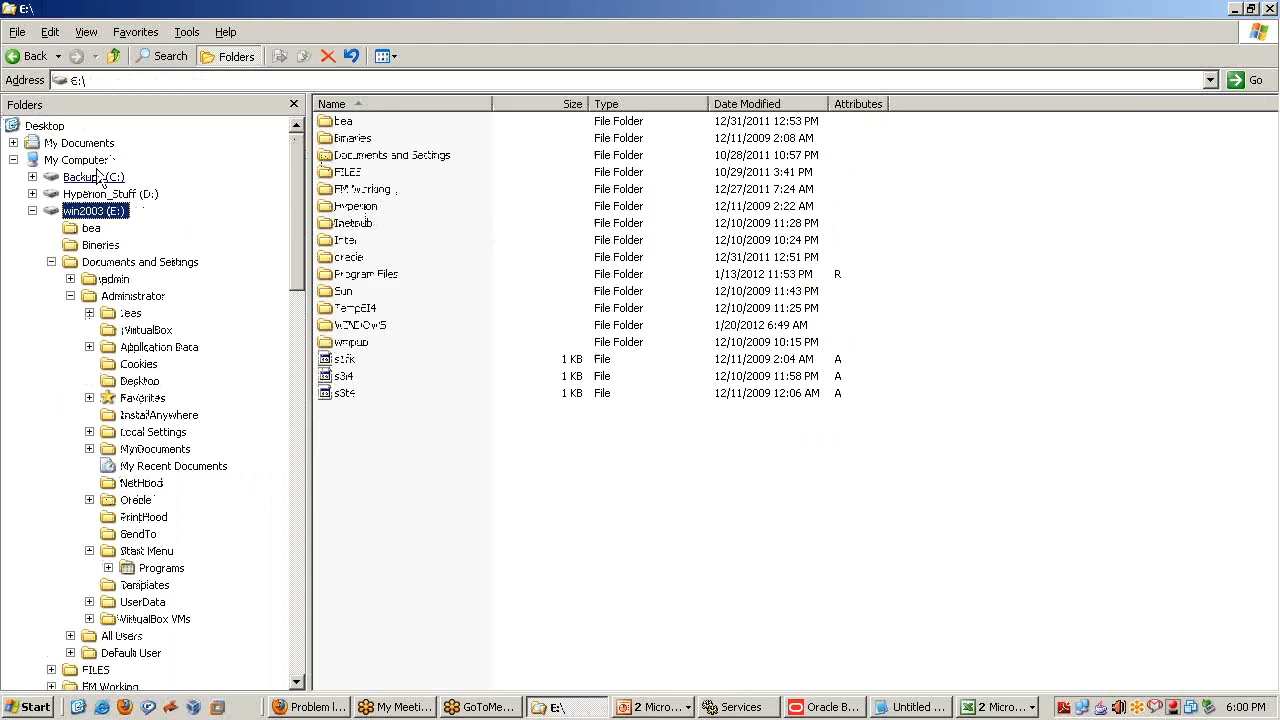 E:\
File Edit View Favorites Tools Help
Back Search Folders
Address E:\ Go
Folders
Name Size Type Date Modified Attributes
Desktop
My Documents
My Computer
Backup (C:)
Hyperion_Stuff (D:)
win2003 (E:)
bea
Binaries
Documents and Settings
admin
Administrator
.VirtualBox
Application Data
Cookies
Desktop
Favorites
InstallAnywhere
Local Settings
MyDocuments
My Recent Documents
NetHood
Oracle
PrintHood
SendTo
Start Menu
Programs
Templates
UserData
VirtualBox VMs
All Users
Default User
FILES
FM Working
bea File Folder 12/31/2011 12:53 PM
Binaries File Folder 12/11/2009 2:08 AM
Documents and Settings File Folder 10/28/2011 10:57 PM
FILES File Folder 10/29/2011 3:41 PM
FM Working File Folder 12/27/2011 7:24 AM
Hyperion File Folder 12/11/2009 2:22 AM
Inetpub File Folder 12/10/2009 11:28 PM
Intel File Folder 12/10/2009 10:24 PM
oracle File Folder 12/31/2011 12:51 PM
Program Files File Folder 1/13/2012 11:53 PM R
Sun File Folder 12/10/2009 11:43 PM
TempEI4 File Folder 12/10/2009 11:25 PM
WINDOWS File Folder 6:49 AM
wmpub File Folder 12/10/2009 10:15 PM
1 KB File 12/11/2009 2:04 AM A
1 KB File 12/10/2009 11:58 PM A
1 KB File 12/11/2009 12:06 AM A
Start Problem I... My Meeti... GoToMe... E:\ 2 Micro... Services Oracle B... Untitled ... 2 Micro... 6:00 PM